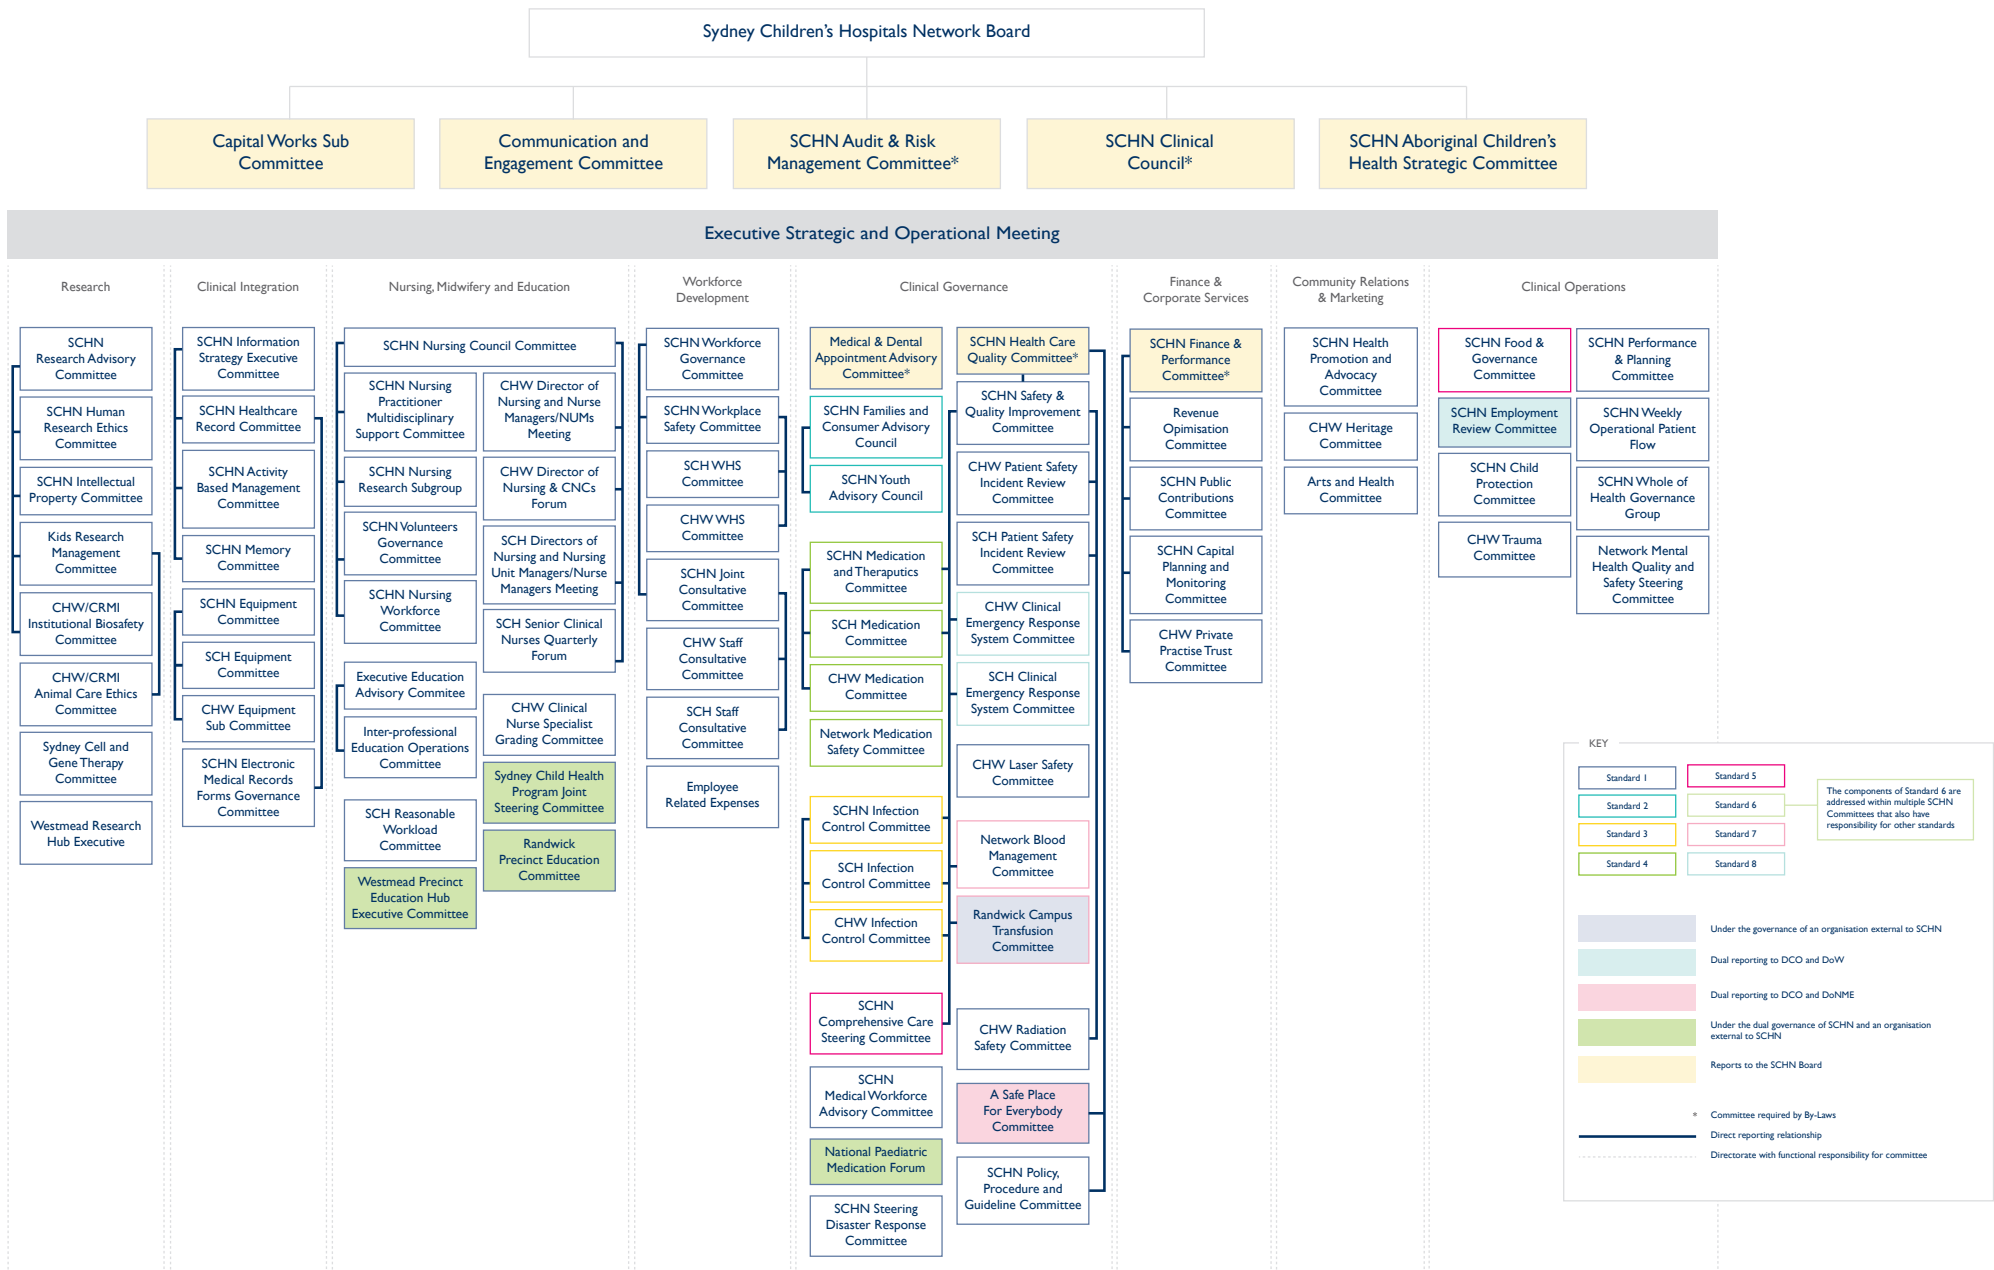 Sydney Children's Hospitals Network Board
Capital Works Sub
Committee
Communication and
Engagement Committee
SCHN Audit & Risk
Management Committee*
SCHN Clinical
Council*
SCHN Aboriginal Children's
Health Strategic Committee
Executive Strategic and Operational Meeting
Research
SCHN
Research Advisory
Committee
SCHN Human
Research Ethics
Committee
SCHN Intellectual
Property Committee
Kids Research
Management
Committee
CHW/CRMI
Institutional Biosafety
Committee
CHW/CRMI
Animal Care Ethics
Committee
Sydney Cell and
Gene Therapy
Committee
Westmead Research
Hub Executive
Clinical Integration
SCHN Information
Strategy Executive
Committee
SCHN Healthcare
Record Committee
SCHN Activity
Based Management
Committee
SCHN Memory
Committee
SCHN Equipment
Committee
SCH Equipment
Committee
CHW Equipment
Sub Committee
SCHN Electronic
Medical Records
Forms Governance
Committee
Nursing, Midwifery and Education
SCHN Nursing Council Committee
SCHN Nursing
Practitioner
Multidisciplinary
Support Committee
SCHN Nursing
Research Subgroup
SCHN Volunteers
Governance
Committee
SCHN Nursing
Workforce
Committee
Executive Education
Advisory Commitee
Inter-professional
Education Operations
Committee
SCH Reasonable
Workload
Committee
Westmead Precinct
Education Hub
Executive Committee
CHW Director of
Nursing and Nurse
Managers/NUMs
Meeting
CHW Director of
Nursing & CNCs
Forum
SCH Directors of
Nursing and Nursing
Unit Managers/Nurse
Managers Meeting
SCH Senior Clinical
Nurses Quarterly
Forum
CHW Clinical
Nurse Specialist
Grading Committee
Sydney Child Health
Program Joint
Steering Committee
Randwick
Precinct Education
Committee
Workforce
Development
SCHN Workforce
Governance
Committee
SCHN Workplace
Safety Committee
SCH WHS
Committee
CHW WHS
Committee
SCHN Joint
Consultative
Committee
CHW Staff
Consultative
Committee
SCH Staff
Consultative
Committee
Employee
Related Expenses
Clinical Governance
Medical & Dental
Appointment Advisory
Committee*
SCHN Families and
Consumer Advisory
Council
SCHN Youth
Advisory Council
SCHN Medication
and Theraputics
Committee
SCH Medication
Committee
CHW Medication
Committee
Network Medication
Safety Committee
SCHN Infection
Control Committee
SCH Infection
Control Committee
CHW Infection
Control Committee
SCHN
Comprehensive Care
Steering Committee
SCHN
Medical Workforce
Advisory Committee
National Paediatric
Medication Forum
SCHN Steering
Disaster Response
Committee
SCHN Health Care
Quality Committee*
SCHN Safety &
Quality Improvement
Committee
CHW Patient Safety
Incident Review
Committee
SCH Patient Safety
Incident Review
Committee
CHW Clinical
Emergency Response
System Committee
SCH Clinical
Emergency Response
System Committee
CHW Laser Safety
Committee
Network Blood
Management
Committee
Randwick Campus
Transfusion
Committee
CHW Radiation
Safety Committee
A Safe Place
For Everybody
Committee
SCHN Policy,
Procedure and
Guideline Committee
Finance &
Corporate Services
SCHN Finance &
Performance
Committee*
Revenue
Opimisation
Committee
SCHN Public
Contributions
Committee
SCHN Capital
Planning and
Monitoring
Committee
CHW Private
Practise Trust
Committee
Community Relations
& Marketing
SCHN Health
Promotion and
Advocacy
Committee
CHW Heritage
Committee
Arts and Health
Committee
Clinical Operations
SCHN Food &
Governance
Committee
SCHN Employment
Review Committee
SCHN Child
Protection
Committee
CHW Trauma
Committee
SCHN Performance
& Planning
Committee
SCHN Weekly
Operational Patient
Flow
SCHN Whole of
Health Governance
Group
Network Mental
Health Quality and
Safety Steering
Committee
KEY
Standard 1
Standard 2
Standard 3
Standard 4
Standard 5
Standard 6
Standard 7
Standard 8
The components of Standard 6 are
addressed within multiple SCHN
Committees that also have
responsibility for other standards
Under the governance of an organisation external to SCHN
Dual reporting to DCO and DoW
Dual reporting to DCO and DoNME
Under the dual governance of SCHN and an organisation
external to SCHN
Reports to the SCHN Board
* Committee required by By-Laws
Direct reporting relationship
Directorate with functional responsibility for committee